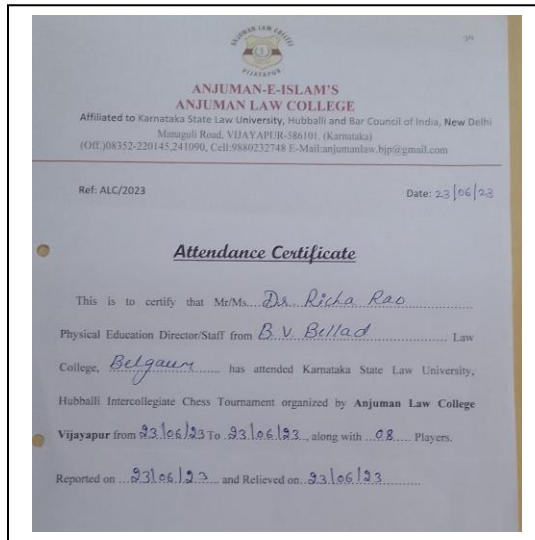 ANJUMAN LAW COLLEGE
VIJAYAPUR
ANJUMAN-E-ISLAM'S
ANJUMAN LAW COLLEGE
Affiliated to Karnataka State Law University, Hubballi and Bar Council of India, New Delhi
Managuli Road, VIJAYAPUR-586101. (Karnataka)
(Off.)08352-220145,241090, Cell:9880232748 E-Mail:anjumanlaw.bjp@gmail.com
Ref: ALC/2023 Date: 23/06/23
Attendance Certificate
This is to certify that Mr/Ms. Dr. Richa Rao
Physical Education Director/Staff from B. V. Bellad Law
College, Belgaum has attended Karnataka State Law University,
Hubballi Intercollegiate Chess Tournament organized by Anjuman Law College
Vijayapur from 23/06/23 To 23/06/23, along with 08 Players.
Reported on 23/06/23 and Relieved on 23/06/23